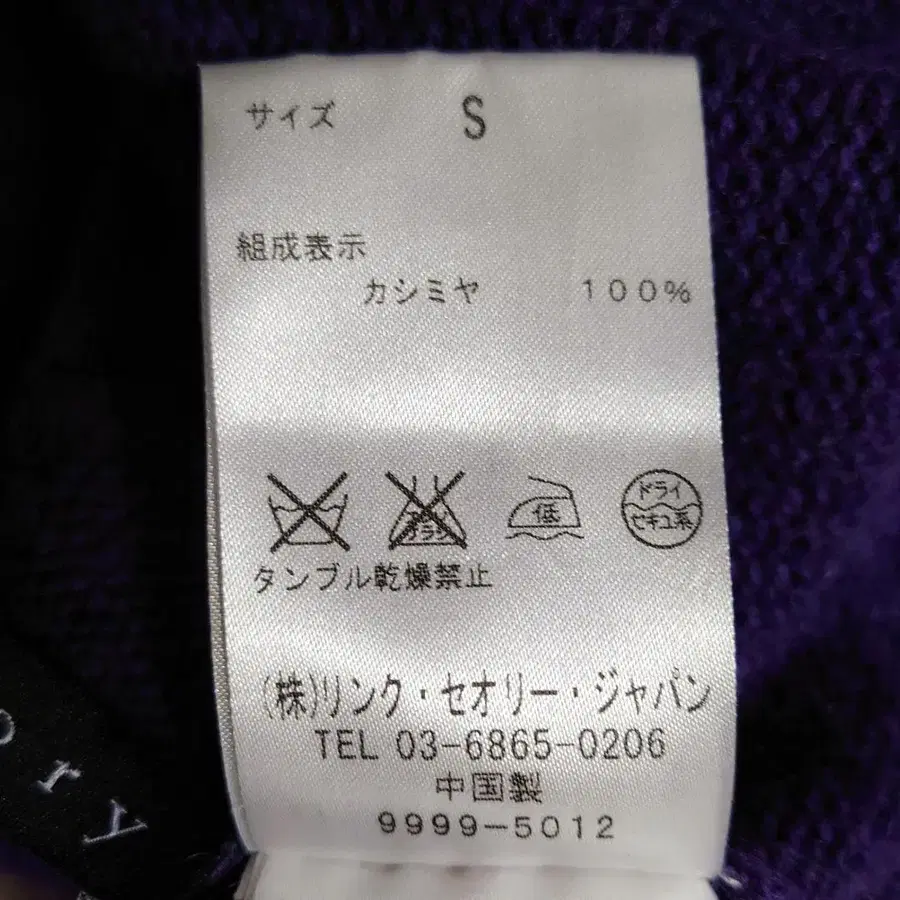 サイズ S
組成表示
カシミヤ 100%
低
ドライ
セキユ系
タンブル乾燥禁止
(株)リンク・セオリー・ジャパン
TEL 03-6865-0206
中国製
9999-5012
ory